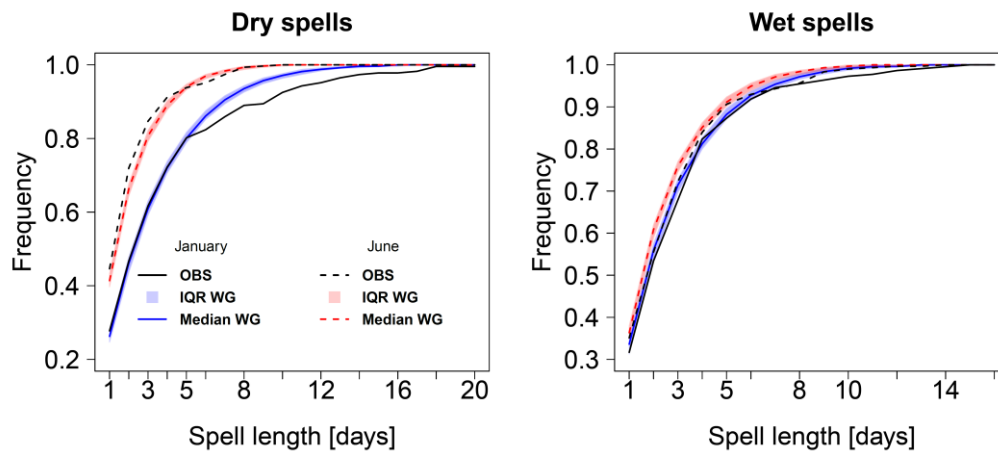 Dry spells
Frequency
1.0
0.8
0.6
0.4
0.2
January June
OBS OBS
IQR WG IQR WG
Median WG Median WG
1 3 5 8 12 16 20
Spell length [days]
Wet spells
Frequency
1.0
0.9
0.8
0.7
0.6
0.5
0.4
0.3
1 3 5 8 10 14
Spell length [days]